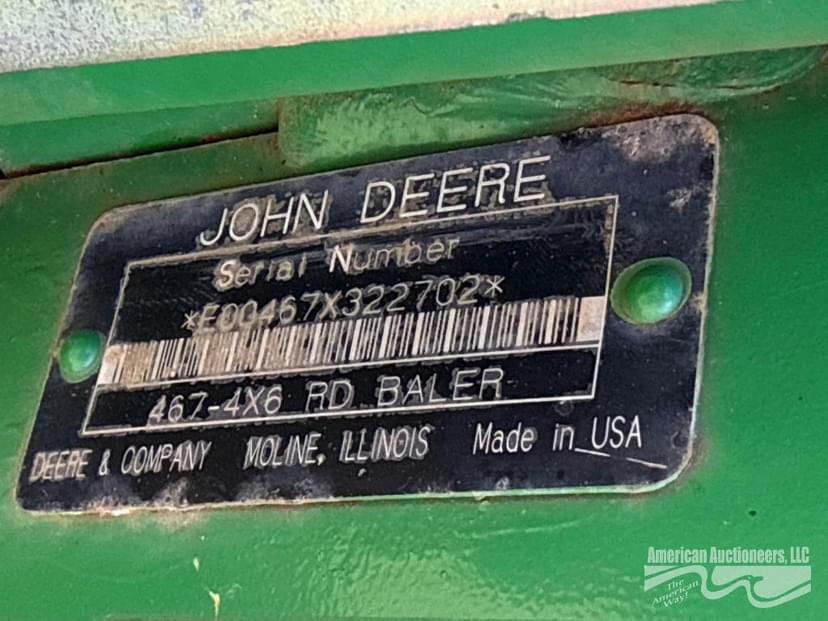 JOHN DEERE
Serial Number
*E00467X322702*
467-4X6 RD BALER
DEERE & COMPANY MOLINE, ILLINOIS Made in USA
American Auctioneers, LLC
The
American
Way!